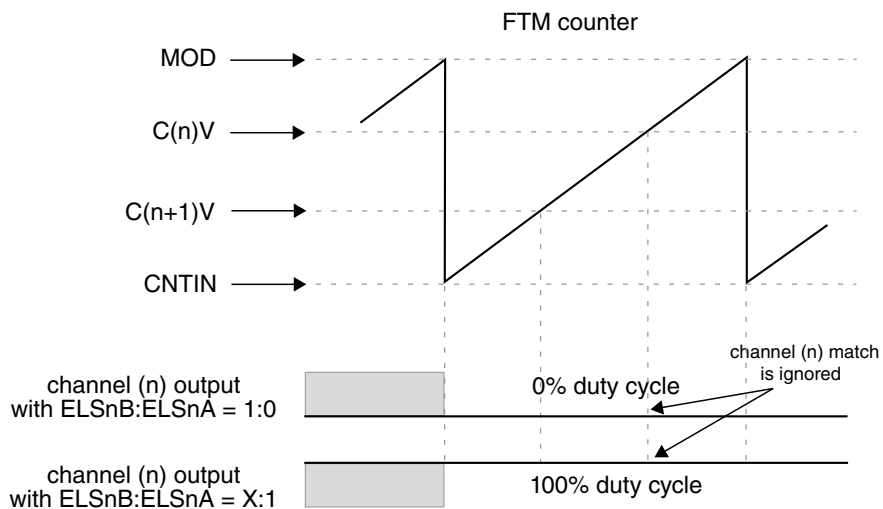 FTM counter
MOD
C(n)V
C(n+1)V
CNTIN
channel (n) match
is ignored
channel (n) output
with ELSnB:ELSnA = 1:0
0% duty cycle
channel (n) output
with ELSnB:ELSnA = X:1
100% duty cycle